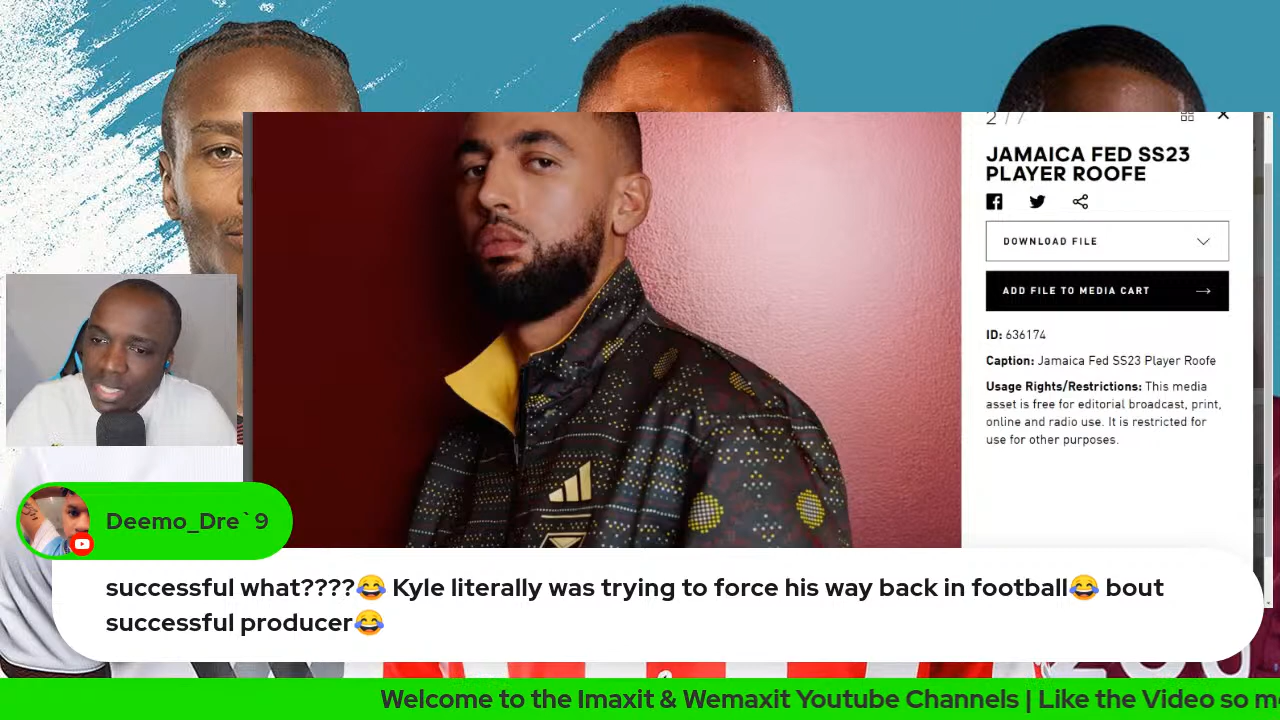 2 / 7
JAMAICA FED SS23
PLAYER ROOFE
DOWNLOAD FILE
ADD FILE TO MEDIA CART
ID: 636174
Caption: Jamaica Fed SS23 Player Roofe
Usage Rights/Restrictions: This media
asset is free for editorial broadcast, print,
online and radio use. It is restricted for
use for other purposes.
Deemo_Dre`9
successful what????😂 Kyle literally was trying to force his way back in football😂 bout
successful producer😂
Welcome to the Imaxit & Wemaxit Youtube Channels | Like the Video so m